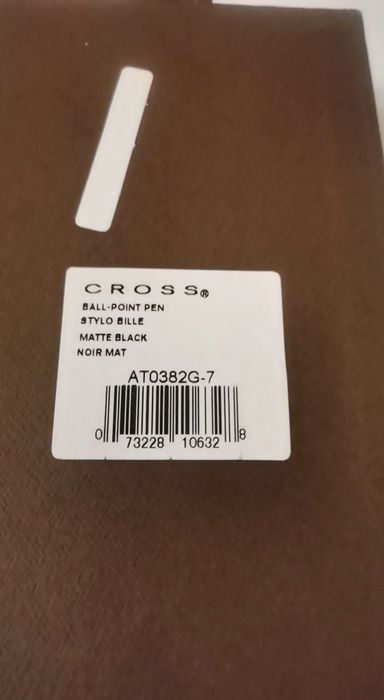 CROSS®
BALL-POINT PEN
STYLO BILLE
MATTE BLACK
NOIR MAT
AT0382G-7
0 73228 10632 8